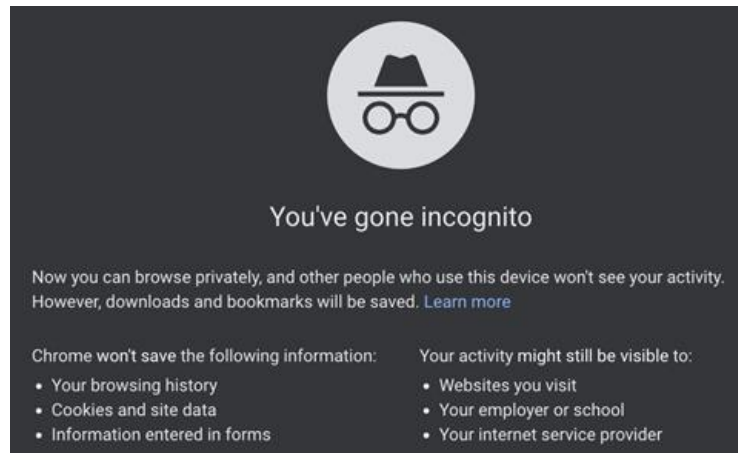 You've gone incognito
Now you can browse privately, and other people who use this device won't see your activity.
However, downloads and bookmarks will be saved. Learn more
Chrome won't save the following information:
• Your browsing history
• Cookies and site data
• Information entered in forms
Your activity might still be visible to:
• Websites you visit
• Your employer or school
• Your internet service provider